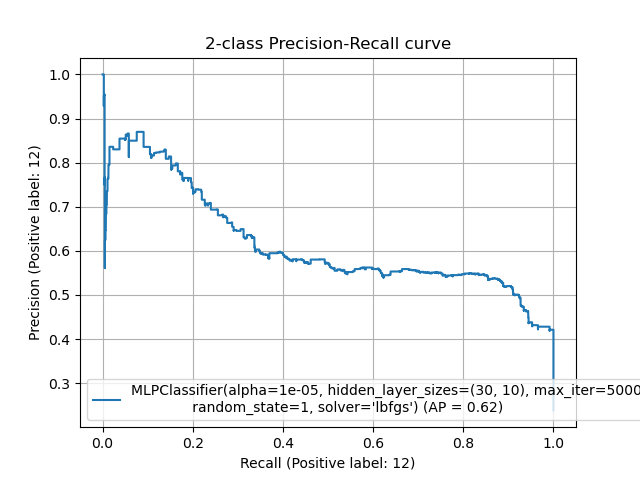 2-class Precision-Recall curve
1.0
0.9
0.8
0.7
0.6
0.5
0.4
0.3
Precision (Positive label: 12)
MLPClassifier(alpha=1e-05, hidden_layer_sizes=(30, 10), max_iter=5000
random_state=1, solver='lbfgs') (AP = 0.62)
0.0 0.2 0.4 0.6 0.8 1.0
Recall (Positive label: 12)